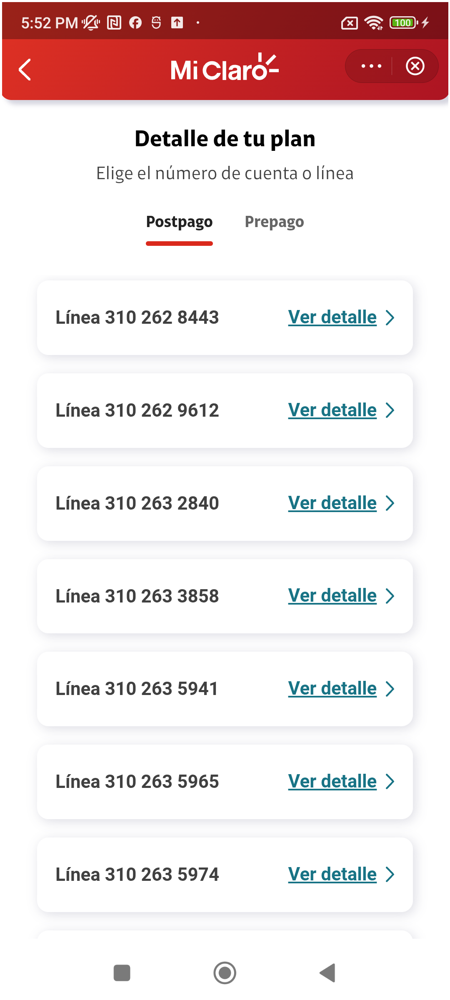 5:52 PM
100
Mi Claro
Detalle de tu plan
Elige el número de cuenta o línea
Postpago Prepago
Línea 310 262 8443 Ver detalle
Línea 310 262 9612 Ver detalle
Línea 310 263 2840 Ver detalle
Línea 310 263 3858 Ver detalle
Línea 310 263 5941 Ver detalle
Línea 310 263 5965 Ver detalle
Línea 310 263 5974 Ver detalle